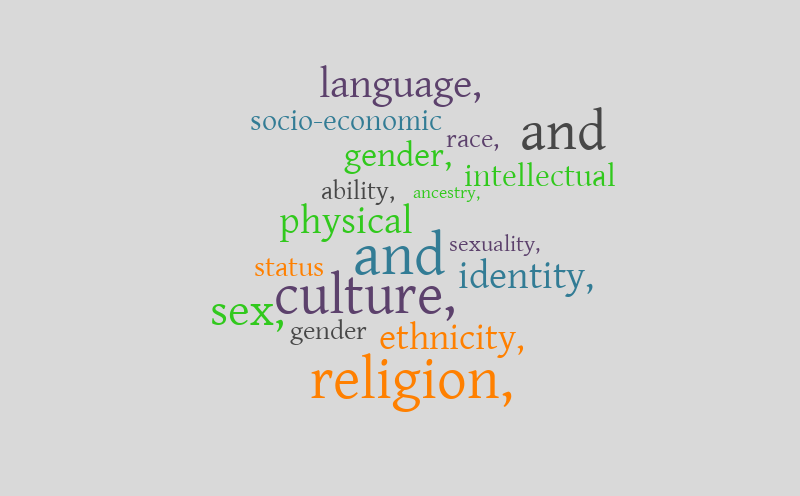 language,
socio-economic
race,
and
gender,
intellectual
ability,
ancestry,
physical
and
sexuality,
status
identity,
culture,
sex,
gender
ethnicity,
religion,